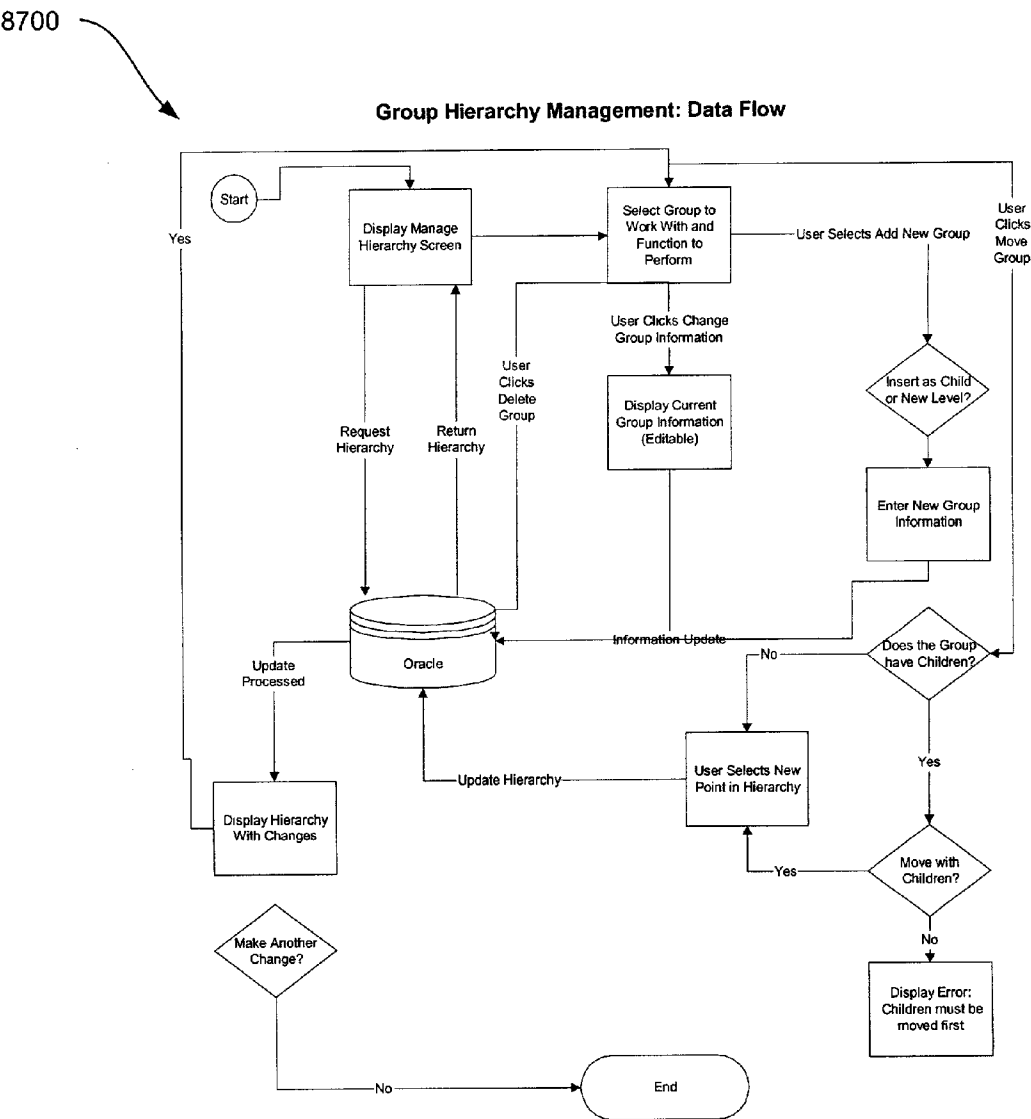 8700
Group Hierarchy Management: Data Flow
Start
Display Manage
Hierarchy Screen
Select Group to
Work With and
Function to
Perform
User Selects Add New Group
User
Clicks
Move
Group
Yes
User Clicks Change
Group Information
User
Clicks
Delete
Group
Insert as Child
or New Level?
Display Current
Group Information
(Editable)
Request
Hierarchy
Return
Hierarchy
Enter New Group
Information
Oracle
Information Update
Does the Group
have Children?
No
Update
Processed
Yes
User Selects New
Point in Hierarchy
Update Hierarchy
Display Hierarchy
With Changes
Move with
Children?
Yes
No
Make Another
Change?
Display Error:
Children must be
moved first
No
End